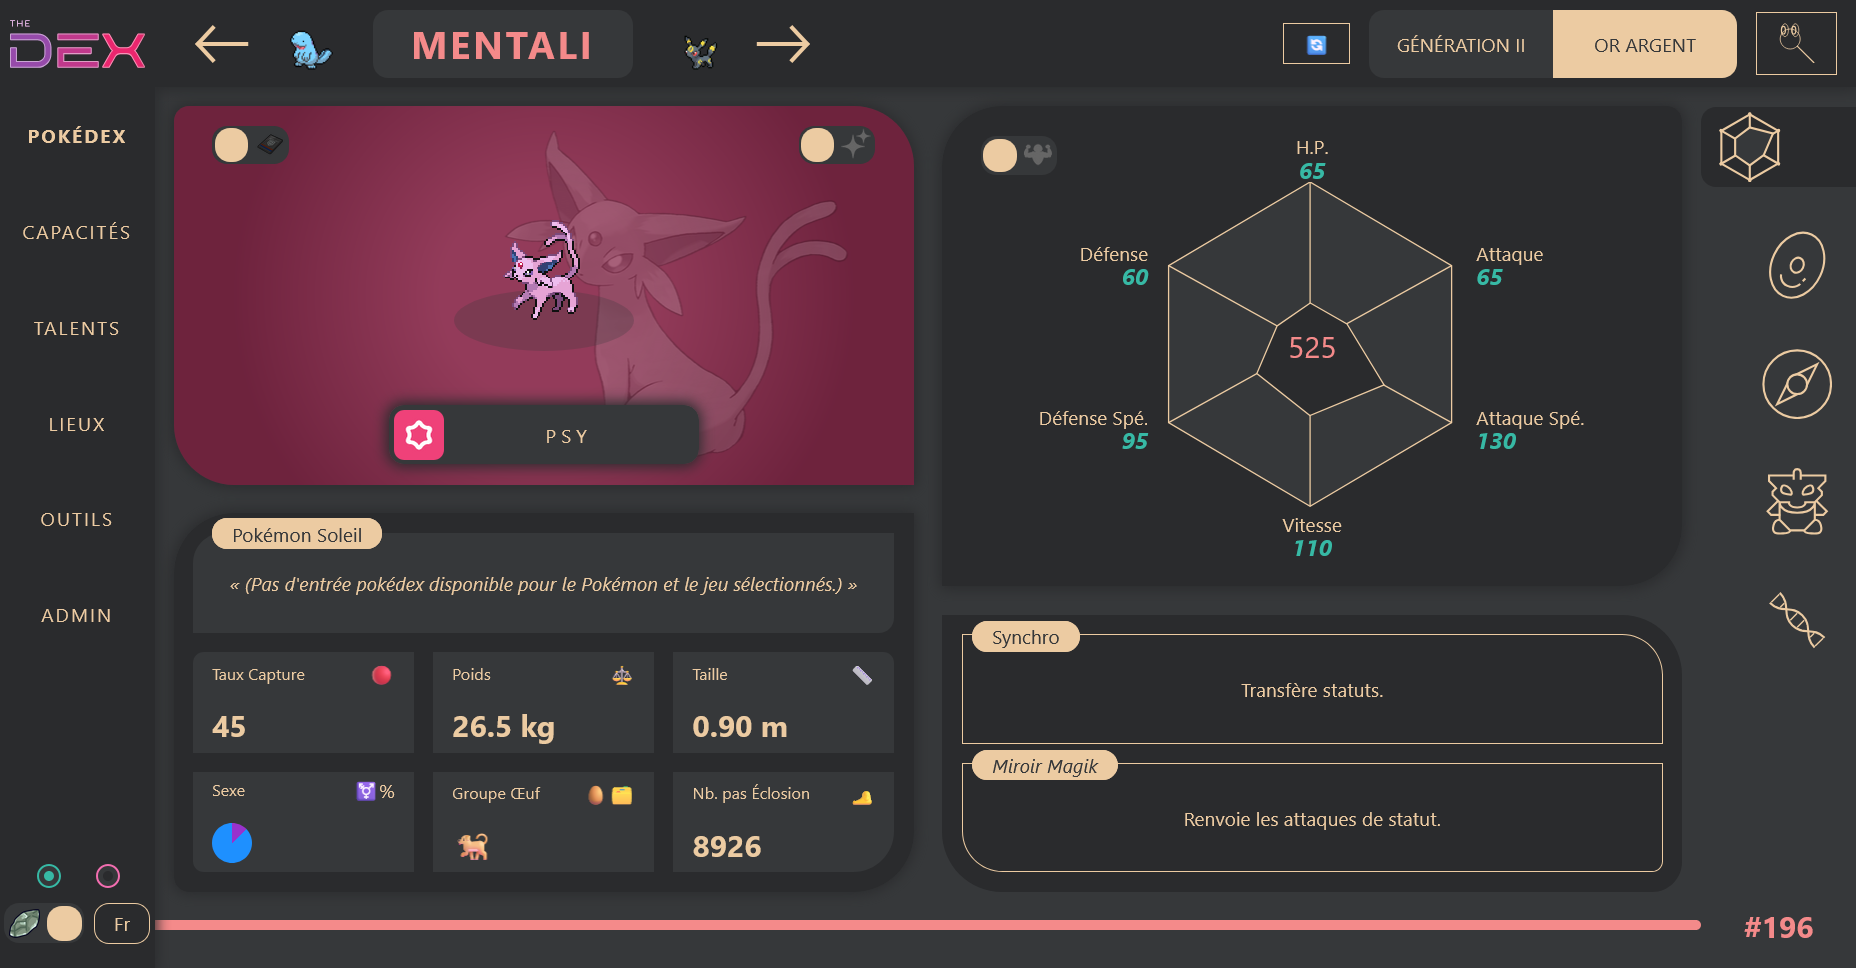 THE
DEX
MENTALI
GÉNÉRATION II
OR ARGENT
POKÉDEX
CAPACITÉS
TALENTS
LIEUX
OUTILS
ADMIN
Fr
PSY
Pokémon Soleil
« (Pas d'entrée pokédex disponible pour le Pokémon et le jeu sélectionnés.) »
Taux Capture
45
Poids
26.5 kg
Taille
0.90 m
Sexe
%
Groupe Œuf
Nb. pas Éclosion
8926
H.P.
65
Défense
60
Attaque
65
525
Défense Spé.
95
Attaque Spé.
130
Vitesse
110
Synchro
Transfère statuts.
Miroir Magik
Renvoie les attaques de statut.
#196